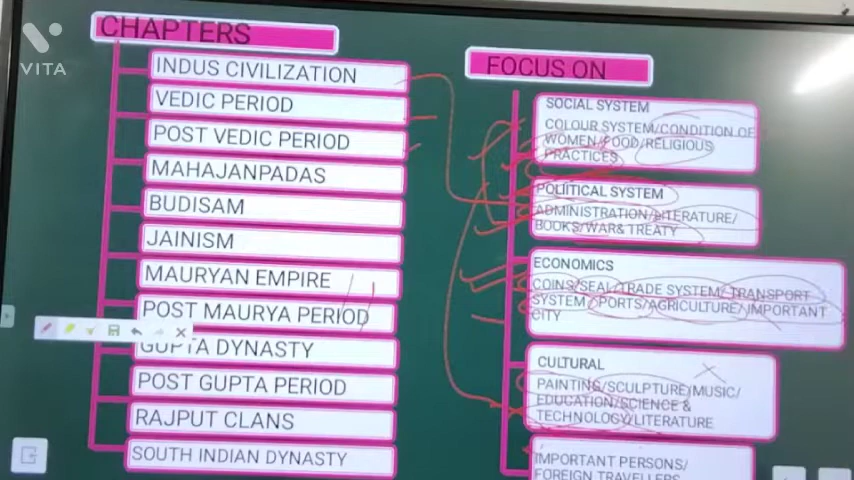 VITA
CHAPTERS
INDUS CIVILIZATION
VEDIC PERIOD
POST VEDIC PERIOD
MAHAJANPADAS
BUDISAM
JAINISM
MAURYAN EMPIRE
POST MAURYA PERIOD
GUPTA DYNASTY
POST GUPTA PERIOD
RAJPUT CLANS
SOUTH INDIAN DYNASTY
FOCUS ON
SOCIAL SYSTEM
COLOUR SYSTEM/CONDITION OF
WOMEN/FOOD/RELIGIOUS
PRACTICES
POLIITICAL SYSTEM
ADMINISTRATION/LITERATURE/
BOOKS/WAR& TREATY
ECONOMICS
COINS/SEAL/TRADE SYSTEM/ TRANSPORT
SYSTEM /PORTS/AGRICULTURE/IMPORTANT
CITY
CULTURAL
PAINTING/SCULPTURE/MUSIC/
EDUCATION/SCIENCE &
TECHNOLOGY/LITERATURE
IMPORTANT PERSONS/
FOREIGN TRAVELLERS